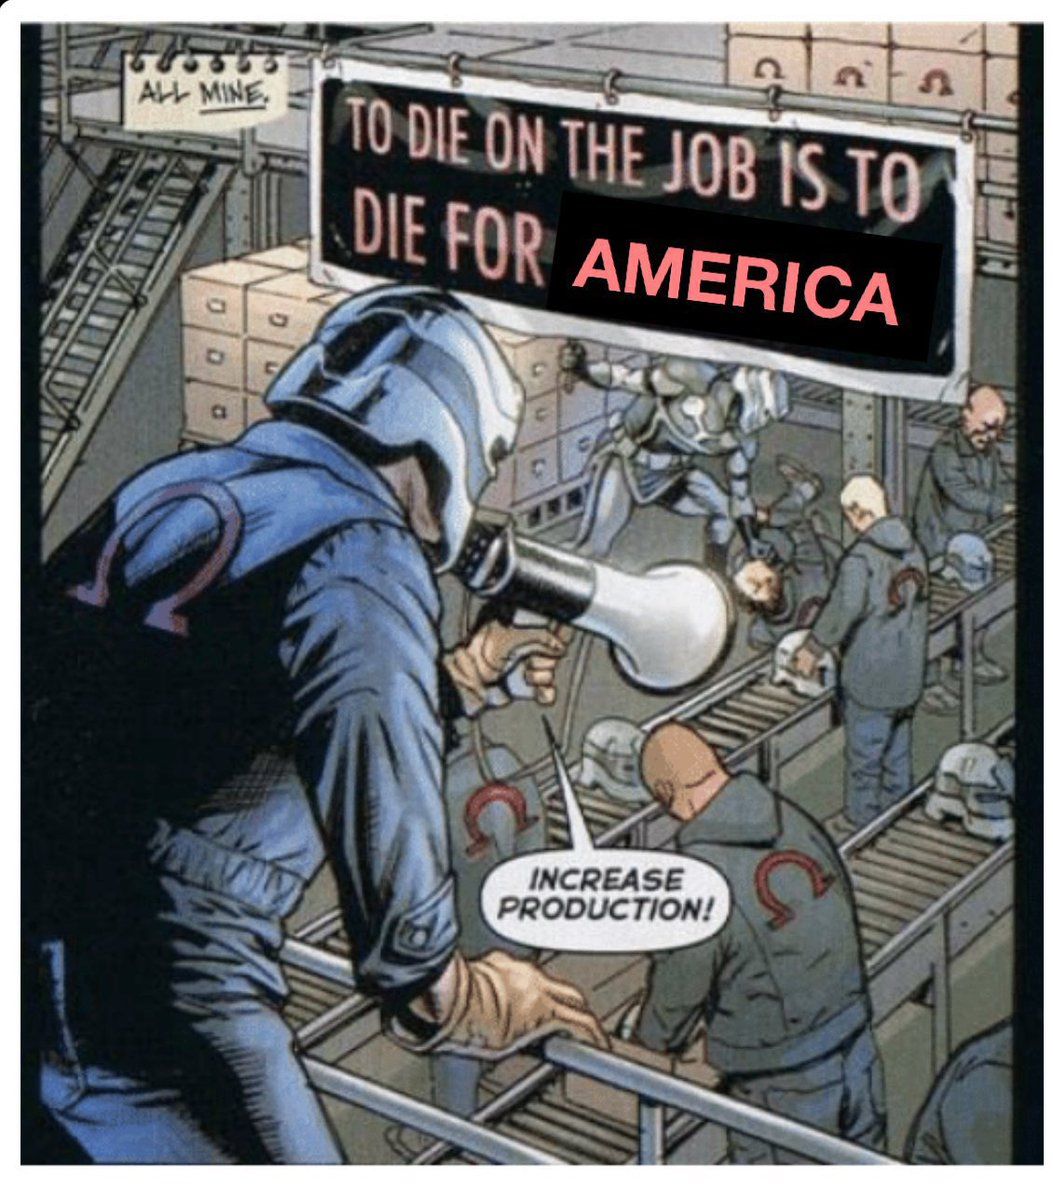 ALL MINE.
TO DIE ON THE JOB IS TO
DIE FOR AMERICA
INCREASE
PRODUCTION!